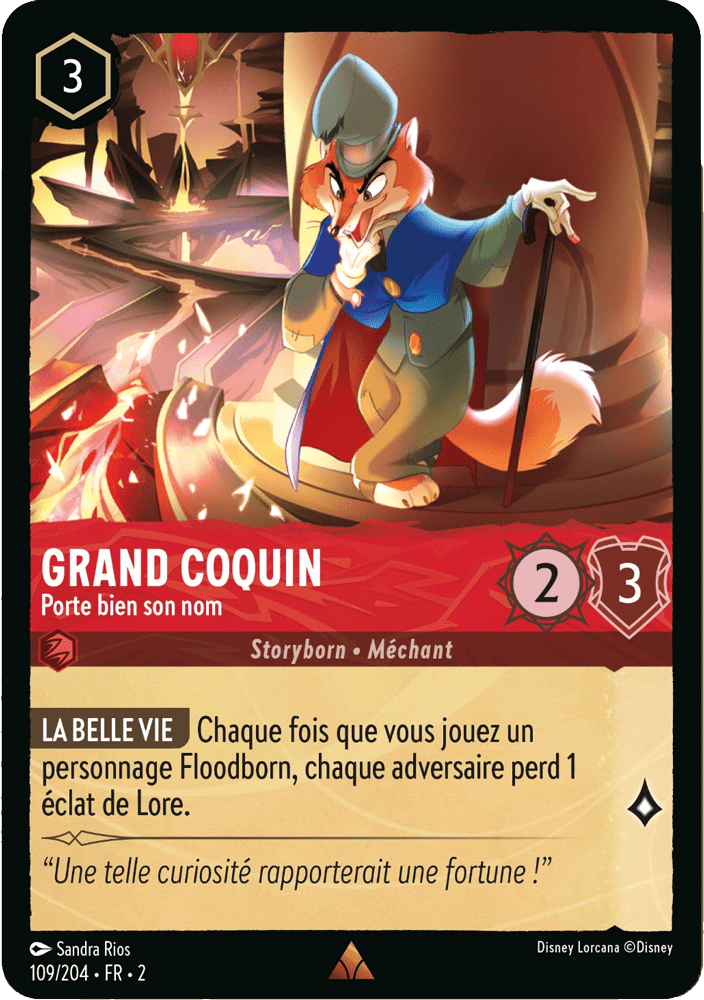 3
GRAND COQUIN
Porte bien son nom
2
3
Storyborn • Méchant
LA BELLE VIE Chaque fois que vous jouez un
personnage Floodborn, chaque adversaire perd 1
éclat de Lore.
“Une telle curiosité rapporterait une fortune !”
Sandra Rios
Disney Lorcana ©Disney
109/204 • FR • 2